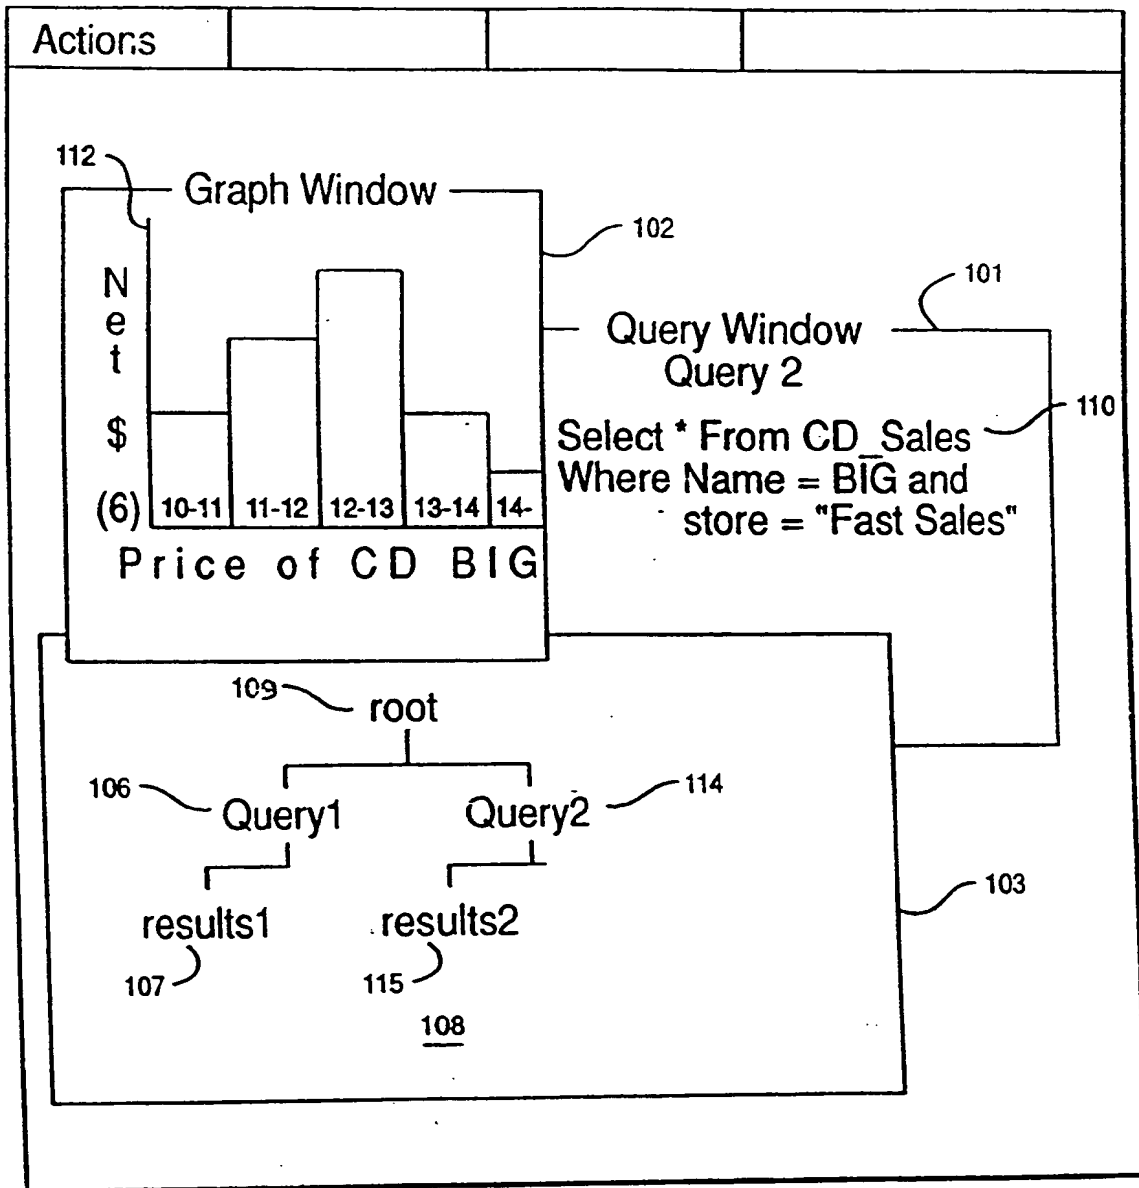 Actions
112
Graph Window
102
101
N
e
t
$
(6)
10-11 11-12 12-13 13-14 14-
Price of CD BIG
Query Window
Query 2
110
Select * From CD_Sales
Where Name = BIG and
store = "Fast Sales"
109
root
106
Query1
Query2
114
results1
results2
103
107
115
108